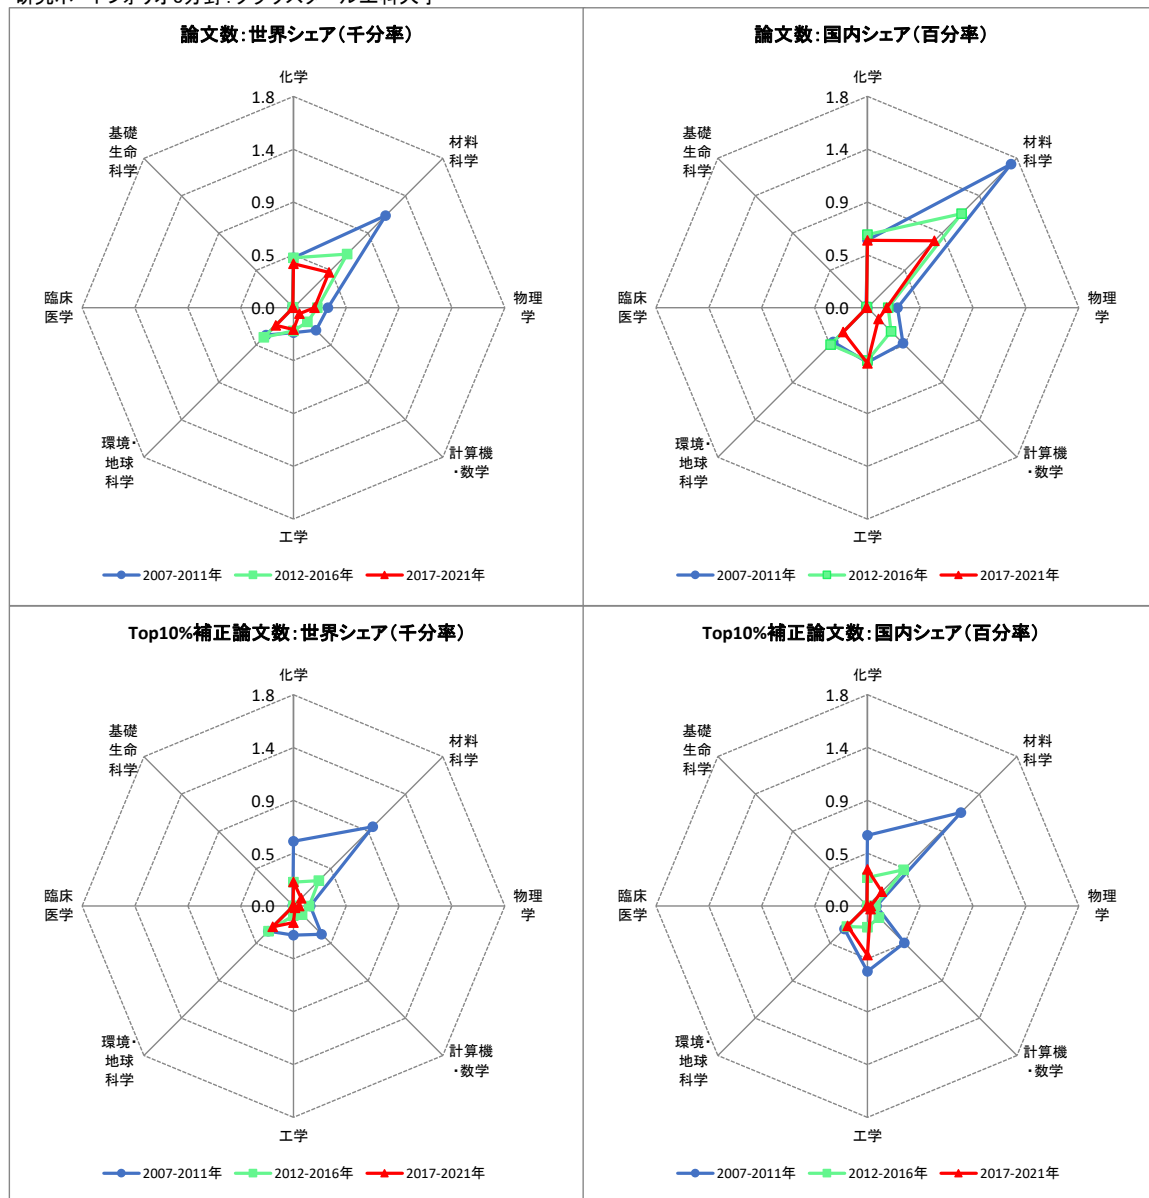 論文数:世界シェア(千分率)
化学
1.8
1.4
0.9
0.5
0.0
材料
科学
物理
学
計算機
・数学
工学
環境・
地球
科学
臨床
医学
基礎
生命
科学
2007-2011年
2012-2016年
2017-2021年
論文数:国内シェア(百分率)
化学
1.8
1.4
0.9
0.5
0.0
材料
科学
物理
学
計算機
・数学
工学
環境・
地球
科学
臨床
医学
基礎
生命
科学
2007-2011年
2012-2016年
2017-2021年
Top10%補正論文数:世界シェア(千分率)
化学
1.8
1.4
0.9
0.5
0.0
材料
科学
物理
学
計算機
・数学
工学
環境・
地球
科学
臨床
医学
基礎
生命
科学
2007-2011年
2012-2016年
2017-2021年
Top10%補正論文数:国内シェア(百分率)
化学
1.8
1.4
0.9
0.5
0.0
材料
科学
物理
学
計算機
・数学
工学
環境・
地球
科学
臨床
医学
基礎
生命
科学
2007-2011年
2012-2016年
2017-2021年